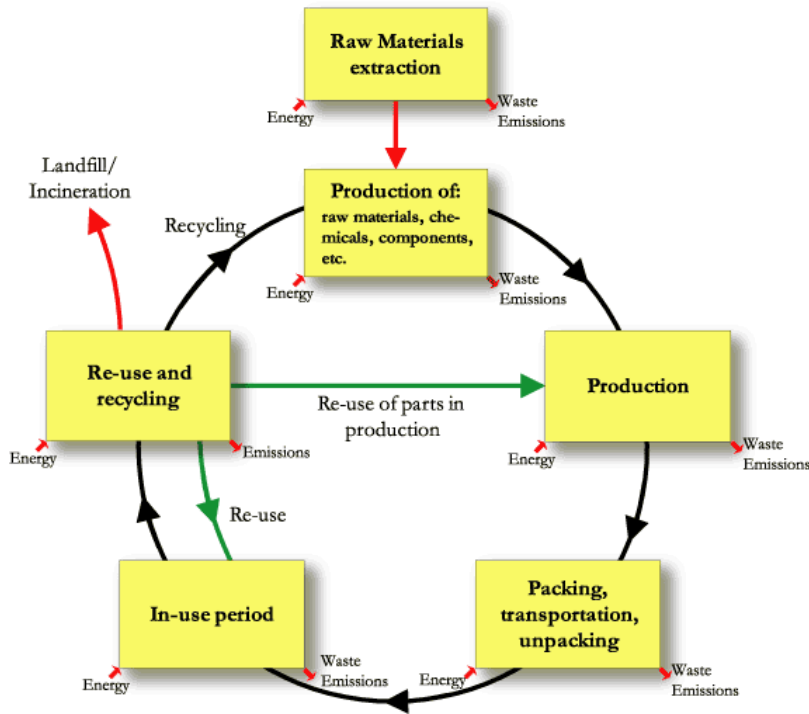 Raw Materials
extraction
Energy
Waste
Emissions
Landfill/
Incineration
Recycling
Production of:
raw materials, che-
micals, components,
etc.
Energy
Waste
Emissions
Re-use and
recycling
Energy
Emissions
Re-use of parts in
production
Production
Energy
Waste
Emissions
Re-use
In-use period
Energy
Waste
Emissions
Packing,
transportation,
unpacking
Energy
Waste
Emissions